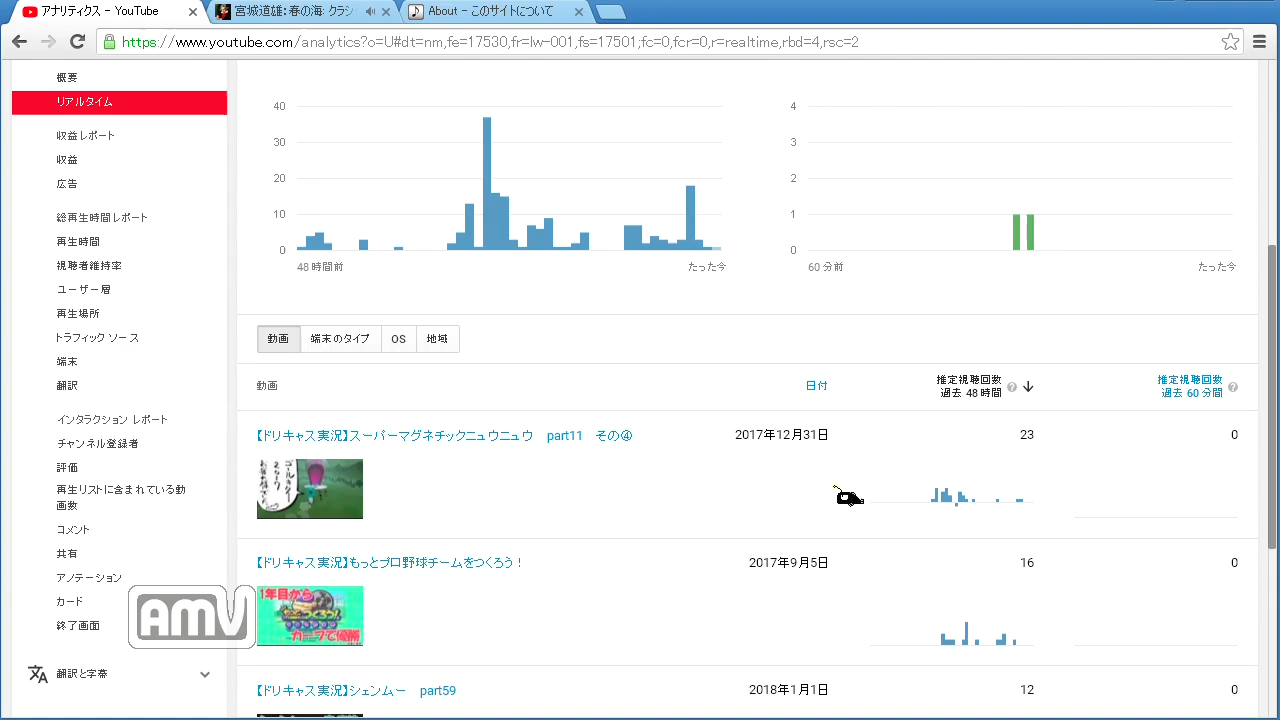 アナリティクス - YouTube
宮城道雄：春の海: クラシ
About - このサイトについて
https://www.youtube.com/analytics?o=U#dt=nm,fe=17530,fr=lw-001,fs=17501,fc=0,fcr=0,r=realtime,rbd=4,rsc=2
概要
リアルタイム
収益レポート
収益
広告
総再生時間レポート
再生時間
視聴者維持率
ユーザー層
再生場所
トラフィック ソース
端末
翻訳
インタラクション レポート
チャンネル登録者
評価
再生リストに含まれている動
画数
コメント
共有
アノテーション
カード
終了画面
翻訳と字幕
AMV
40
30
20
10
0
48 時間前
たった今
4
3
2
1
0
60 分前
たった今
動画
端末のタイプ
OS
地域
動画
日付
推定視聴回数
過去 48 時間
推定視聴回数
過去 60 分間
【ドリキャス実況】スーパーマグネチックニュウニュウ　part11　その④
2017年12月31日
23
0
【ドリキャス実況】もっとプロ野球チームをつくろう！
2017年9月5日
16
0
1年目から
つくろう!
カープで優勝
【ドリキャス実況】シェンムー　part59
2018年1月1日
12
0